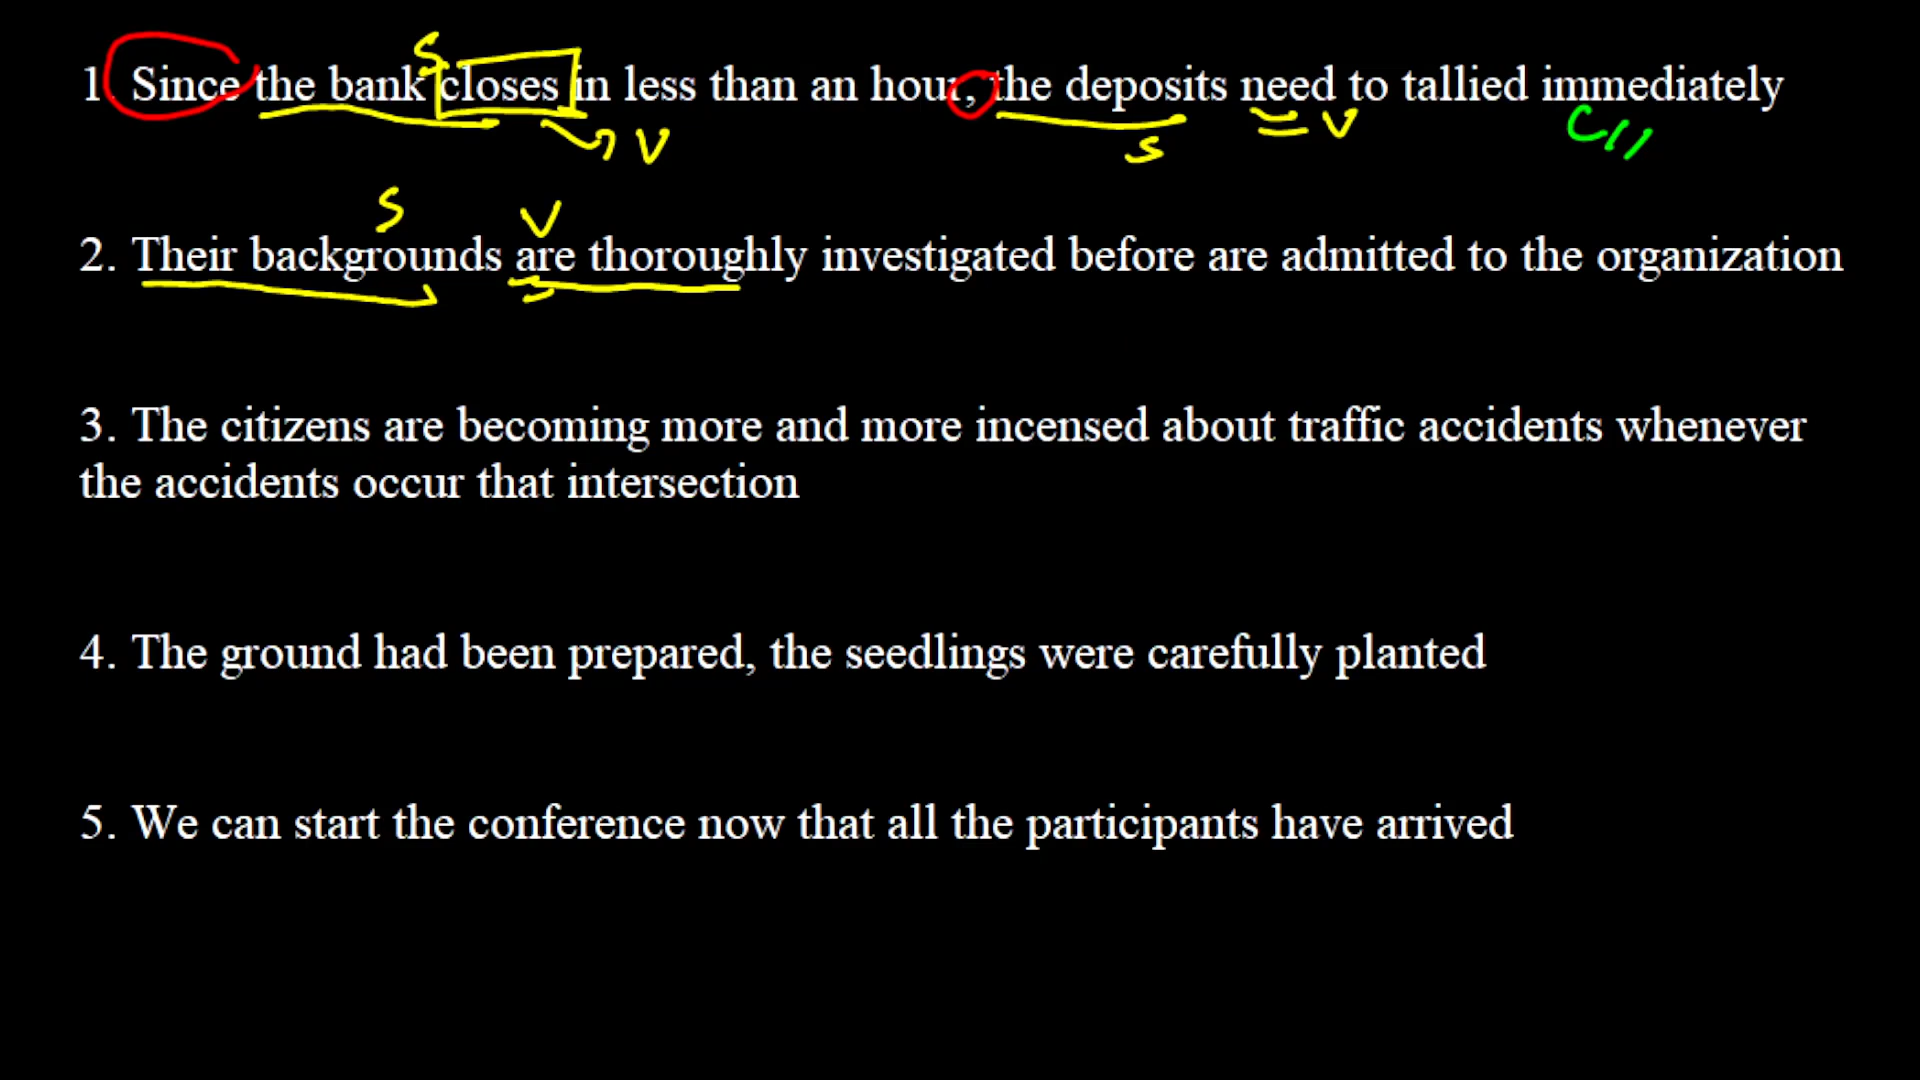 S
1. Since the bank closes in less than an hour, the deposits need to tallied immediately
V S V C//
S V
2. Their backgrounds are thoroughly investigated before are admitted to the organization
3. The citizens are becoming more and more incensed about traffic accidents whenever
the accidents occur that intersection
4. The ground had been prepared, the seedlings were carefully planted
5. We can start the conference now that all the participants have arrived